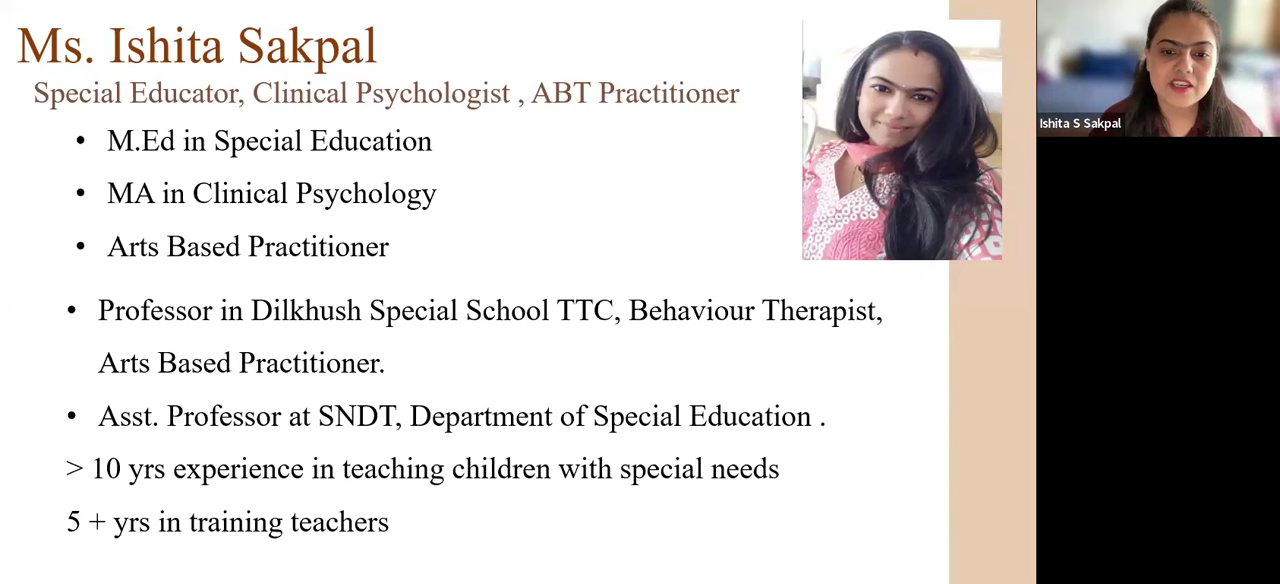 Ms. Ishita Sakpal
Special Educator, Clinical Psychologist , ABT Practitioner
• M.Ed in Special Education
• MA in Clinical Psychology
• Arts Based Practitioner
• Professor in Dilkhush Special School TTC, Behaviour Therapist,
Arts Based Practitioner.
• Asst. Professor at SNDT, Department of Special Education .
> 10 yrs experience in teaching children with special needs
5 + yrs in training teachers
Ishita S Sakpal